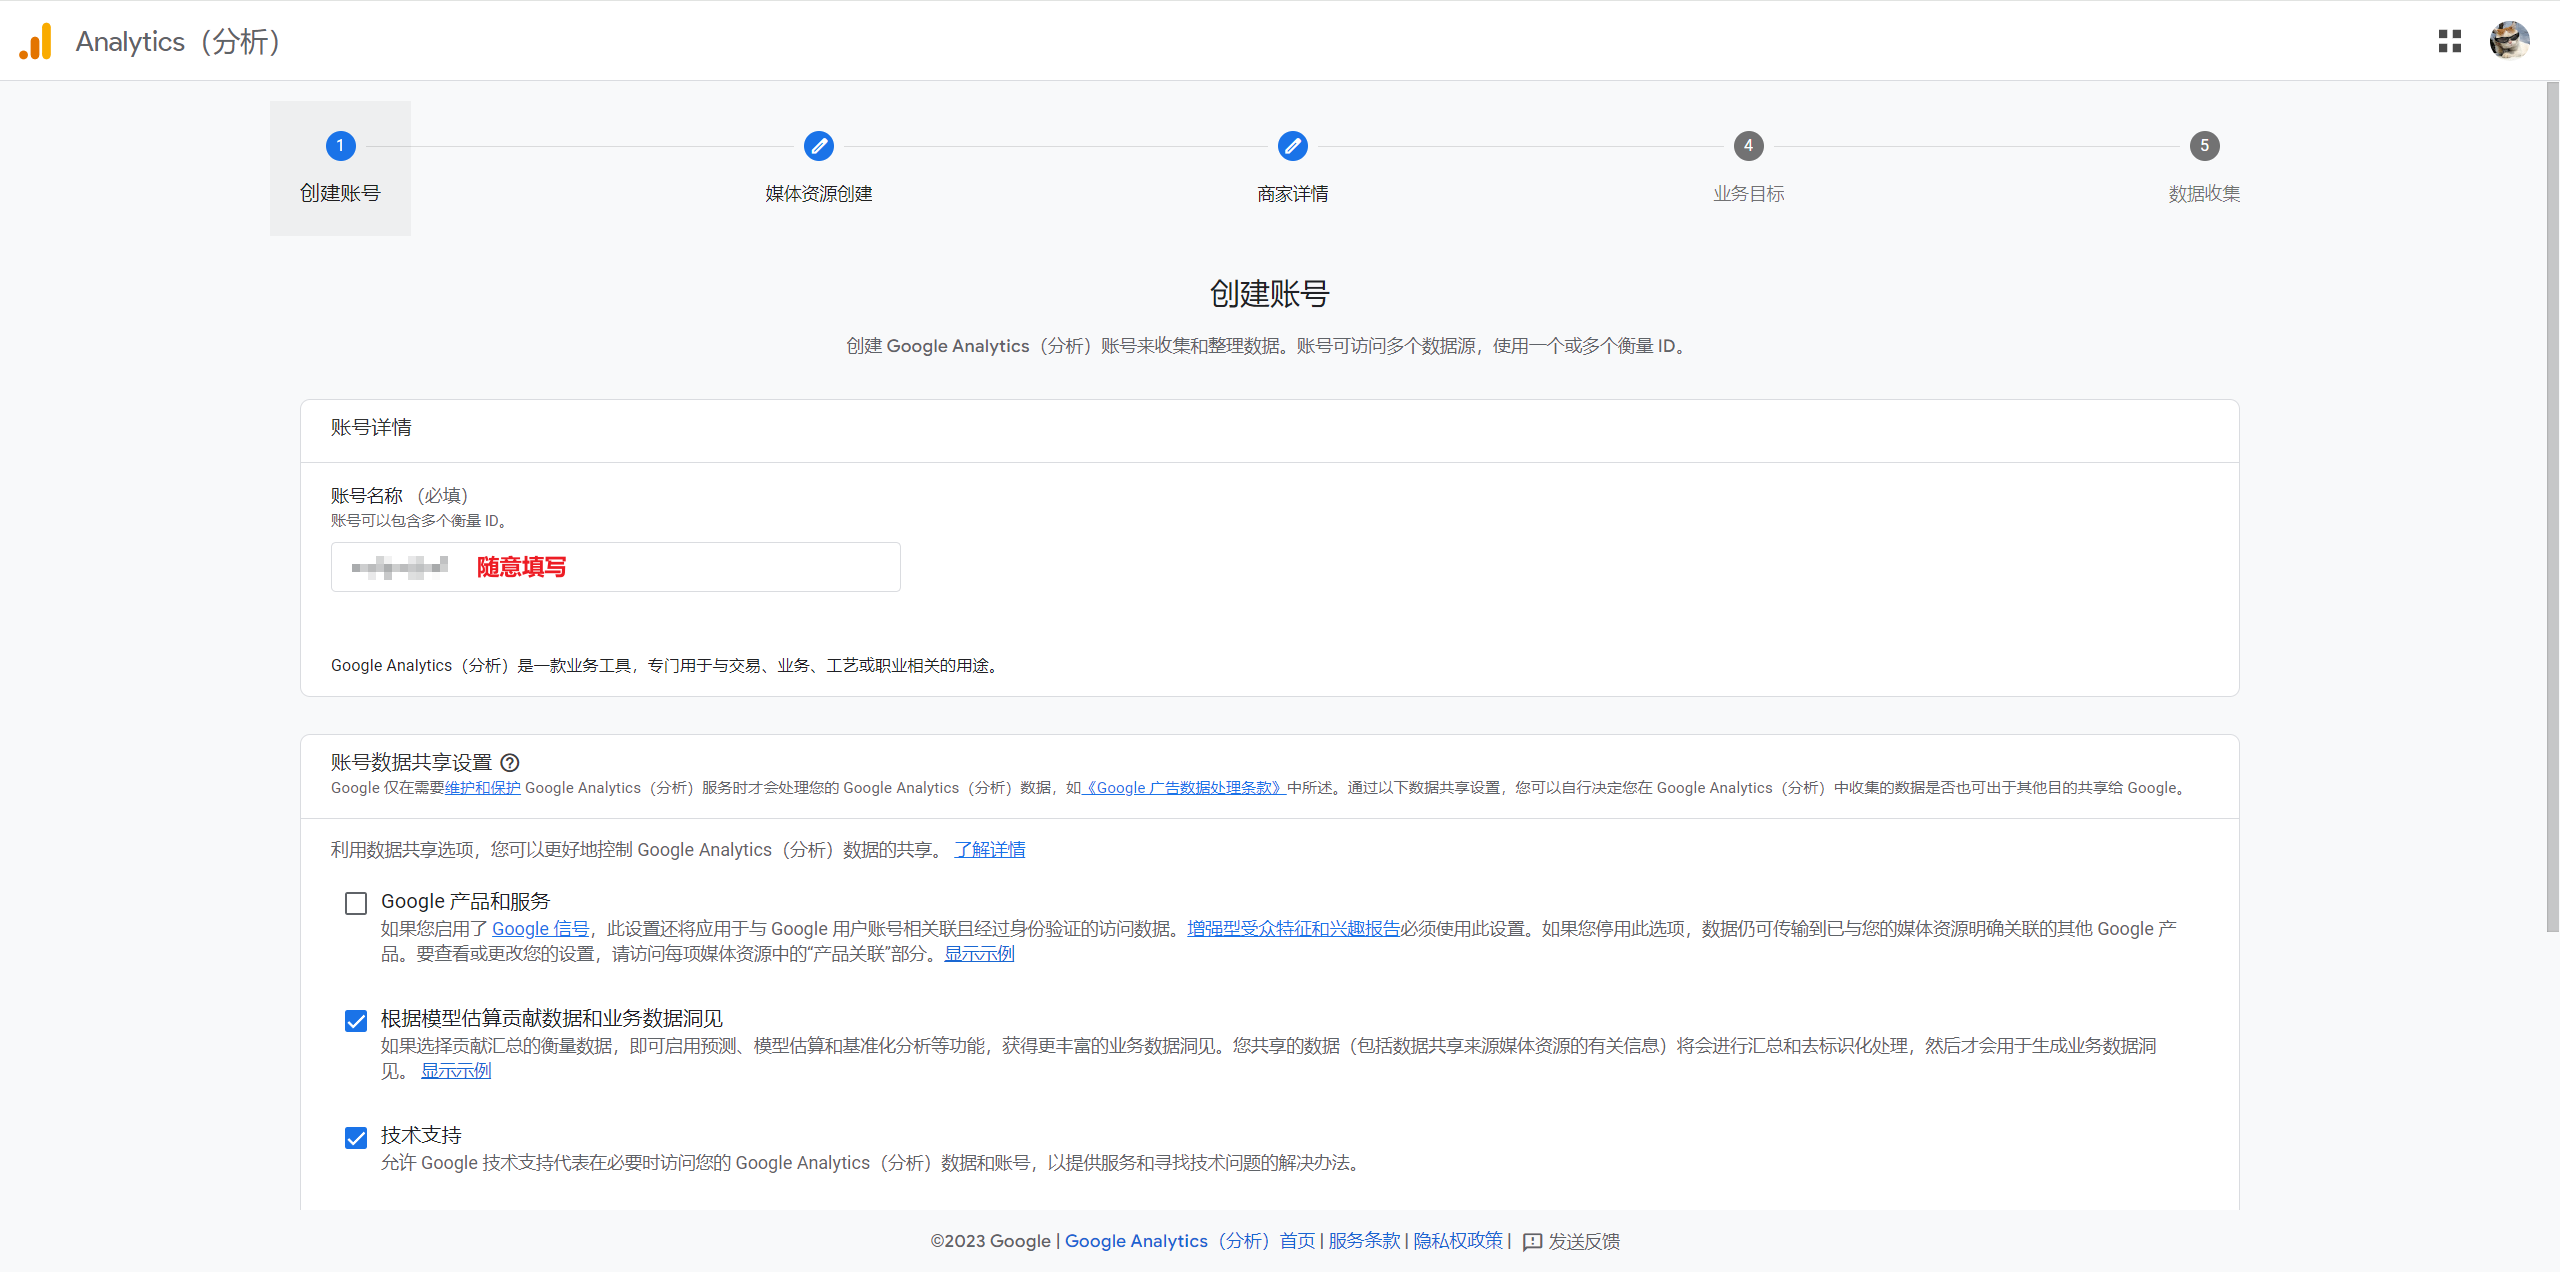 Analytics（分析）
1
4
5
创建账号
媒体资源创建
商家详情
业务目标
数据收集
创建账号
创建 Google Analytics（分析）账号来收集和整理数据。账号可访问多个数据源，使用一个或多个衡量 ID。
账号详情
账号名称 （必填）
账号可以包含多个衡量 ID。
随意填写
Google Analytics（分析）是一款业务工具，专门用于与交易、业务、工艺或职业相关的用途。
账号数据共享设置
Google 仅在需要维护和保护 Google Analytics（分析）服务时才会处理您的 Google Analytics（分析）数据，如《Google 广告数据处理条款》中所述。通过以下数据共享设置，您可以自行决定您在 Google Analytics（分析）中收集的数据是否也可出于其他目的共享给 Google。
利用数据共享选项，您可以更好地控制 Google Analytics（分析）数据的共享。 了解详情
Google 产品和服务
如果您启用了 Google 信号，此设置还将应用于与 Google 用户账号相关联且经过身份验证的访问数据。增强型受众特征和兴趣报告必须使用此设置。如果您停用此选项，数据仍可传输到已与您的媒体资源明确关联的其他 Google 产
品。要查看或更改您的设置，请访问每项媒体资源中的“产品关联”部分。显示示例
根据模型估算贡献数据和业务数据洞见
如果选择贡献汇总的衡量数据，即可启用预测、模型估算和基准化分析等功能，获得更丰富的业务数据洞见。您共享的数据（包括数据共享来源媒体资源的有关信息）将会进行汇总和去标识化处理，然后才会用于生成业务数据洞
见。 显示示例
技术支持
允许 Google 技术支持代表在必要时访问您的 Google Analytics（分析）数据和账号，以提供服务和寻找技术问题的解决办法。
©2023 Google | Google Analytics（分析）首页 | 服务条款 | 隐私权政策 | 发送反馈